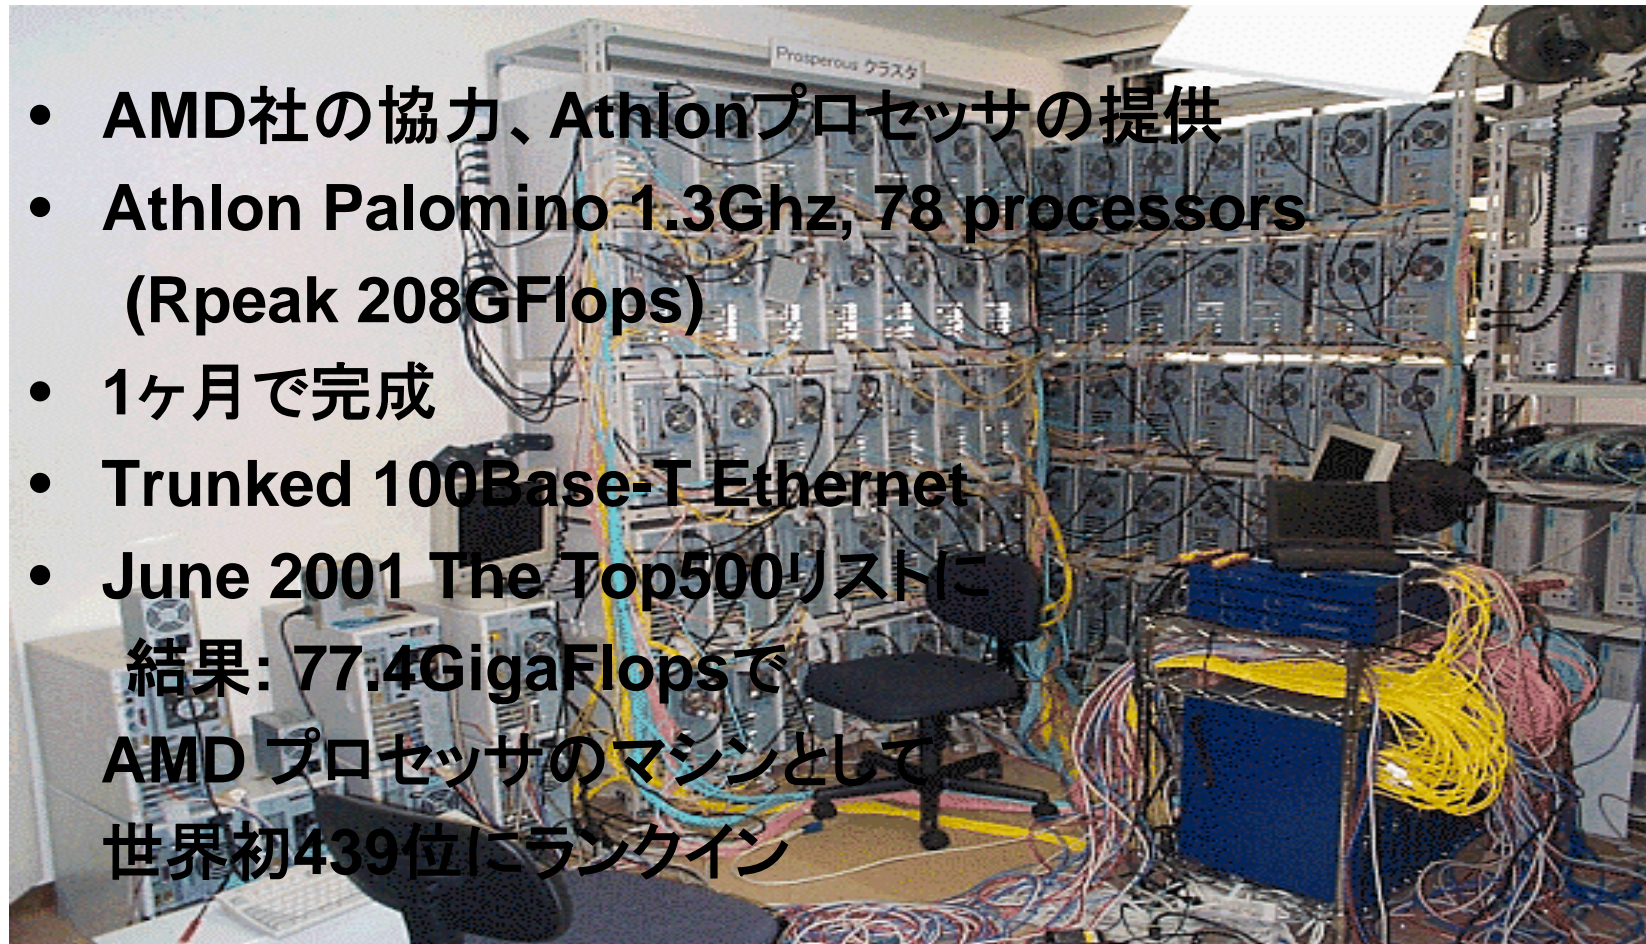 Prosperous クラスタ
• AMD社の協力、Athlonプロセッサの提供
• Athlon Palomino 1.3Ghz, 78 processors
(Rpeak 208GFlops)
• 1ヶ月で完成
• Trunked 100Base-T Ethernet
• June 2001 The Top500リストに
結果: 77.4GigaFlopsで
AMD プロセッサのマシンとして
世界初439位にランクイン